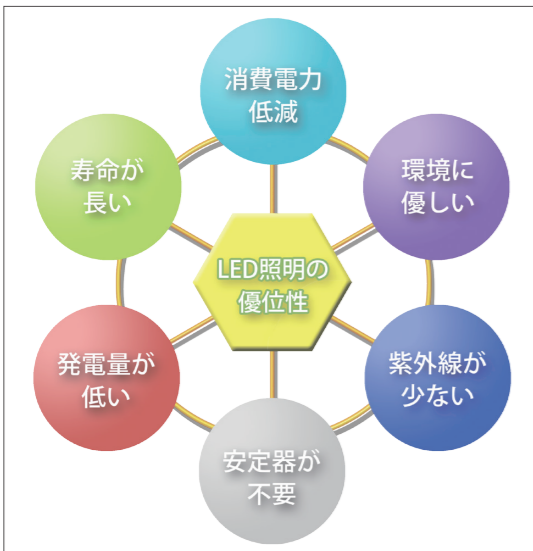 消費電力
低減
環境に
優しい
紫外線が
少ない
安定器が
不要
発電量が
低い
寿命が
長い
LED照明の
優位性